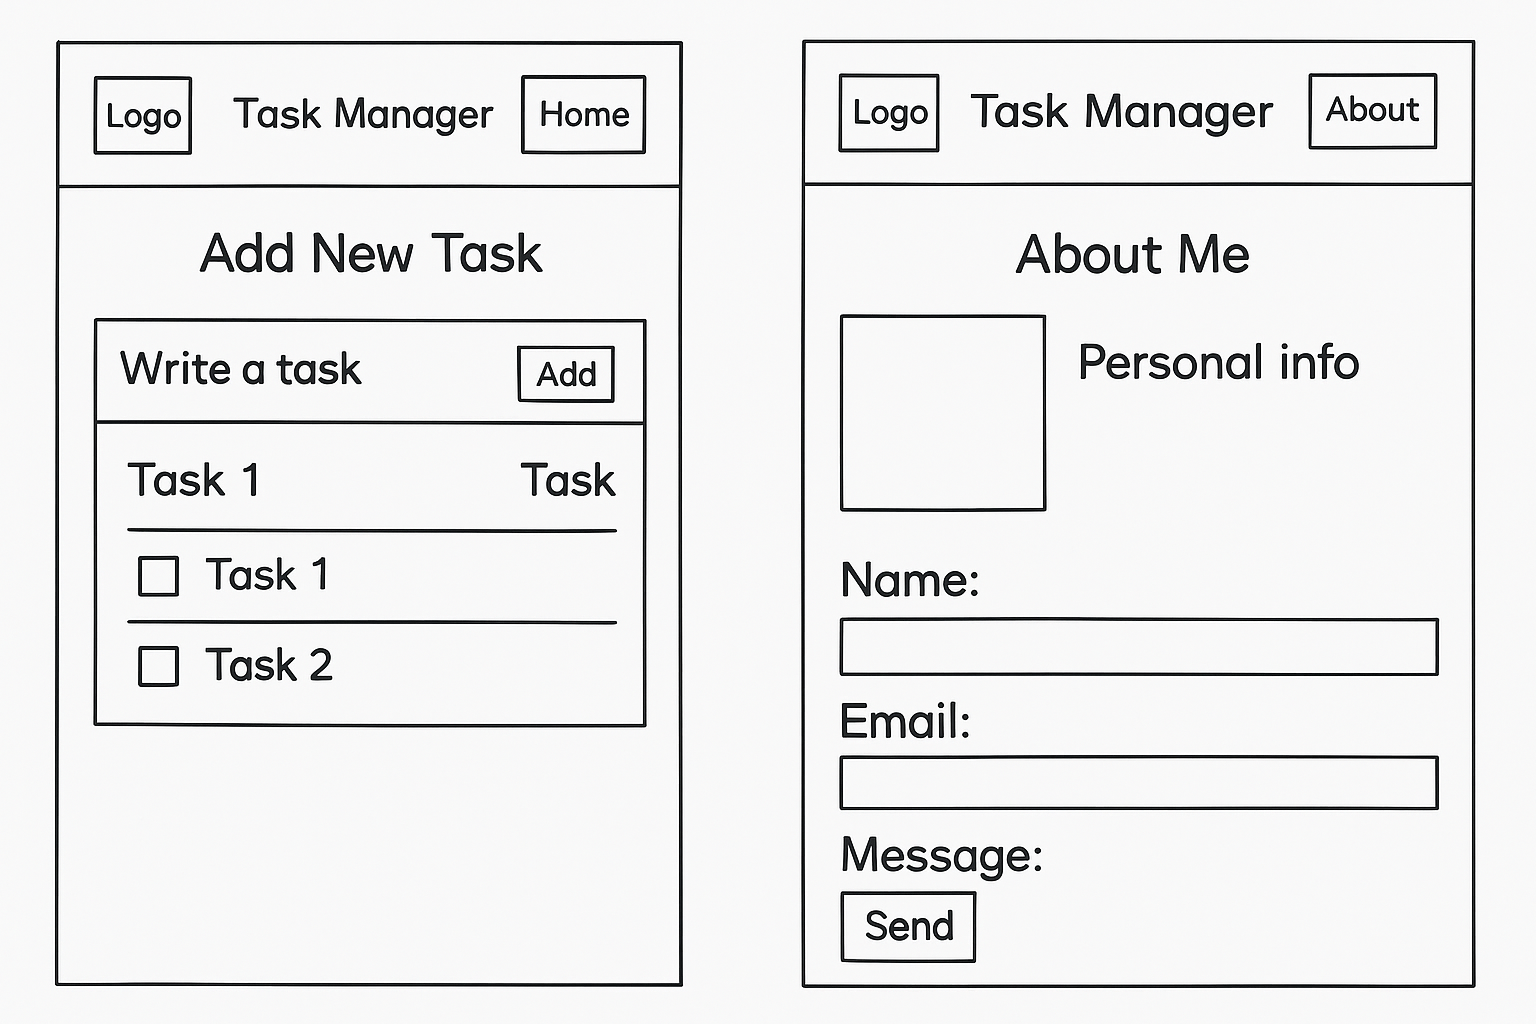 Logo Task Manager Home
Add New Task
Write a task Add
Task 1 Task
Task 1
Task 2
Logo Task Manager About
About Me
Personal info
Name:
Email:
Message:
Send